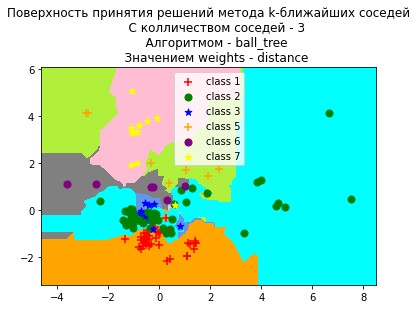 Поверхность принятия решений метода k-ближайших соседей
С колличеством соседей - 3
Алгоритмом - ball_tree
Значением weights - distance
6
4
2
0
−2
−4
−2
0
2
4
6
8
class 1
class 2
class 3
class 5
class 6
class 7